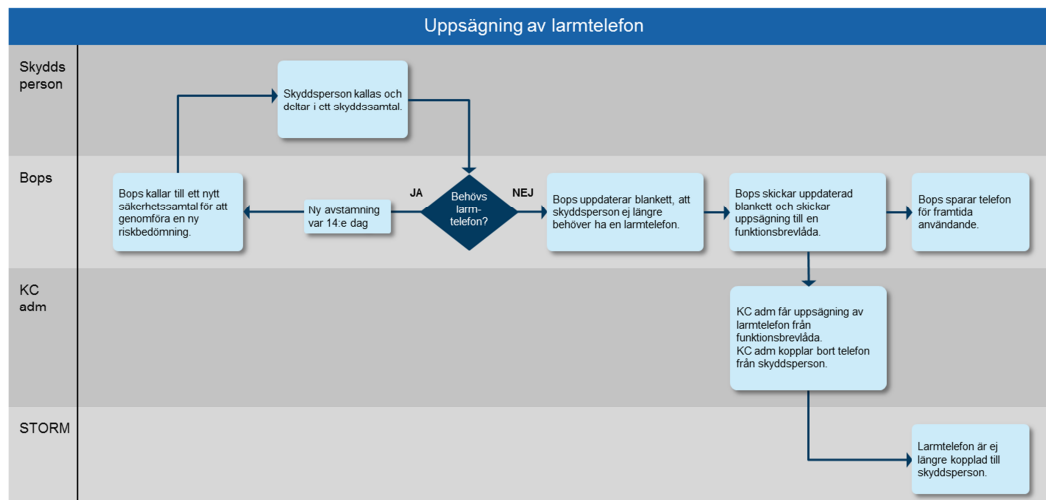 Uppsägning av larmtelefon
Skydds
person
Skyddsperson kallas och
deltar i ett skyddssamtal.
Bops
Bops kallar till ett nytt
säkerhetssamtal för att
genomföra en ny
riskbedömning.
Ny avstamning
var 14:e dag
JA
Behövs
larm-
telefon?
NEJ
Bops uppdaterar blankett, att
skyddsperson ej längre
behöver ha en larmtelefon.
Bops skickar uppdaterad
blankett och skickar
uppsägning till en
funktionsbrevlåda.
Bops sparar telefon
för framtida
användande.
KC
adm
KC adm får uppsägning av
larmtelefon från
funktionsbrevlåda.
KC adm kopplar bort telefon
från skyddsperson.
STORM
Larmtelefon är ej
längre kopplad till
skyddsperson.